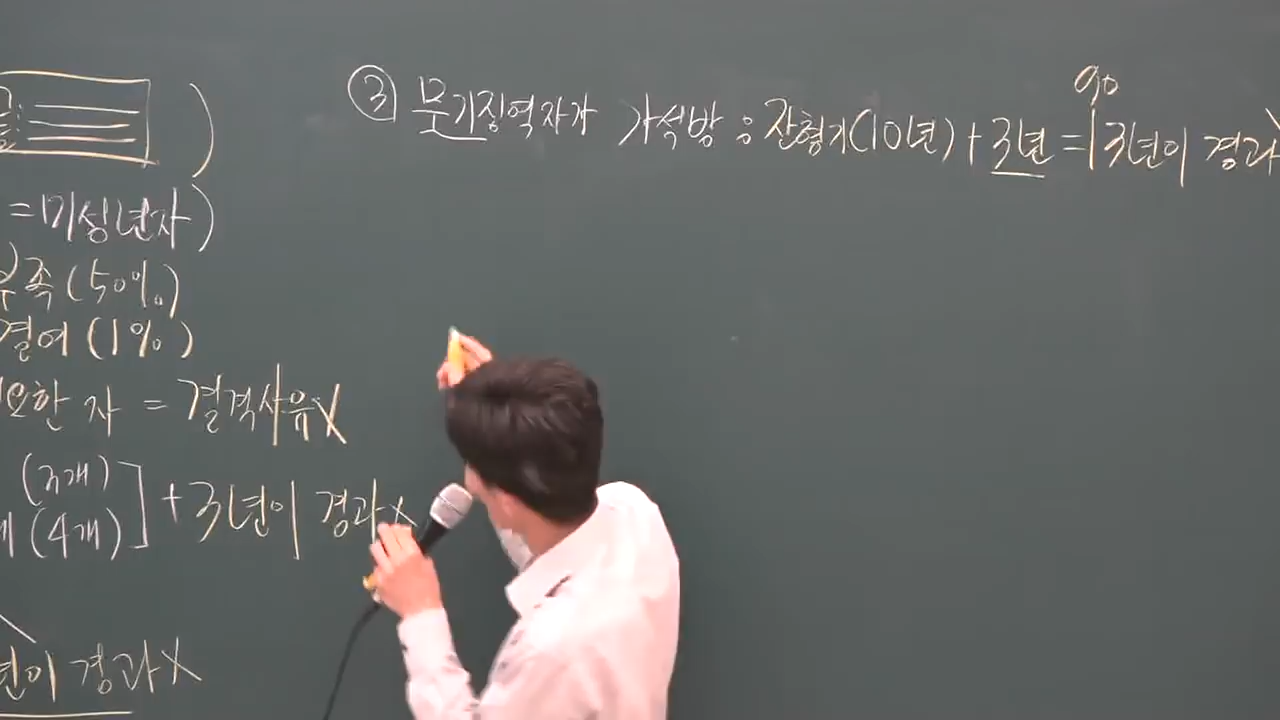 ③ 무기징역자가 가석방 : 잔형기(10년) + 3년 = 13년이 경과
= 미성년자)
족 (50%)
결여 (1%)
요한 자 = 결격사유X
(3개)
(4개) ] + 3년이 경과X
년이 경과X